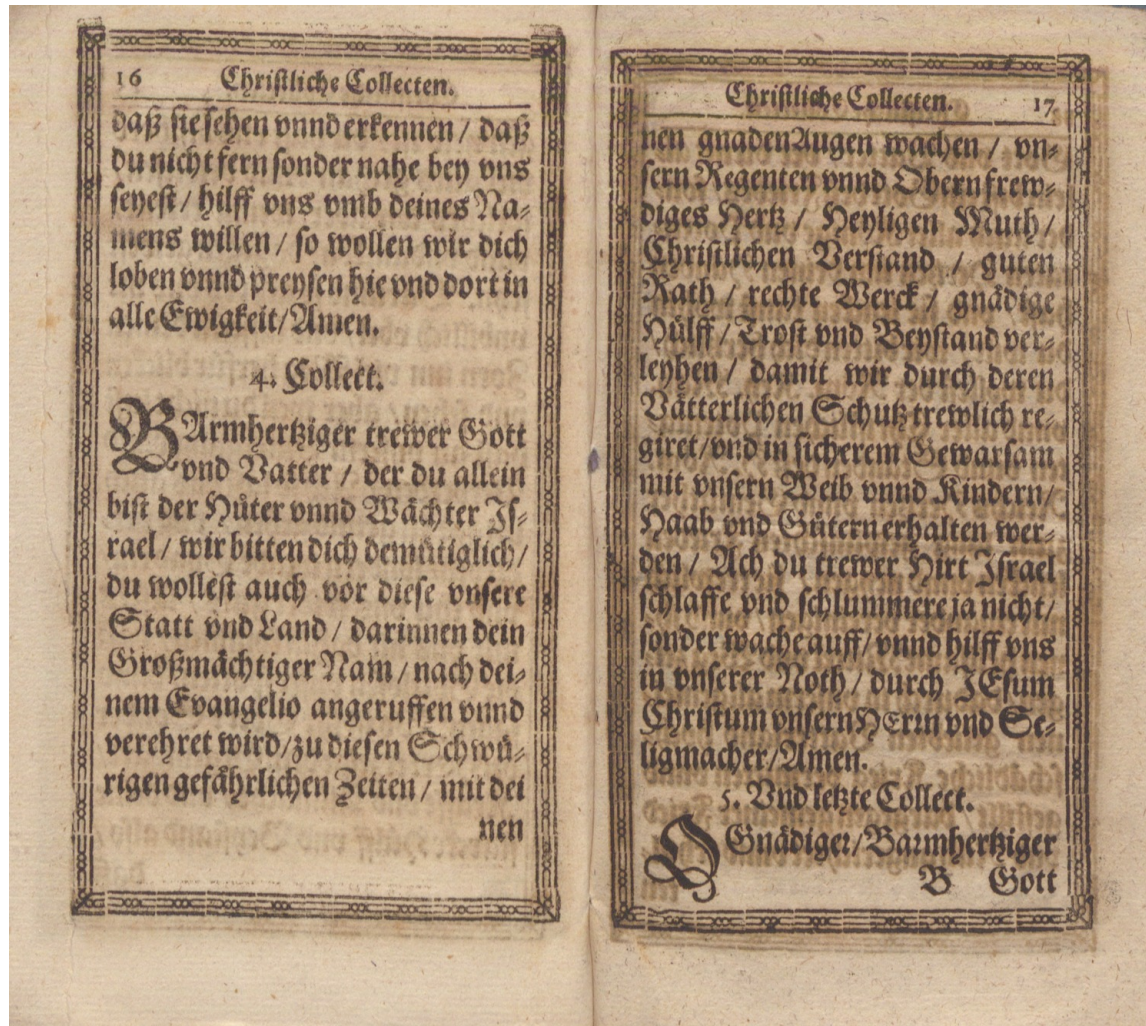 16 Christliche Collecten.
daß sie sehen vnnd erkennen / daß
du nicht fern sonder nahe bey vns
seyest / hilff vns vmb deines Na-
mens willen / so wollen wir dich
loben vnnd preysen hie vnd dort in
alle Ewigkeit/Amen.
4. Collect.
BArmhertziger trewer Gott
vnd Vatter / der du allein
bist der Hüter vnnd Wächter Js-
rael / wir bitten dich demütiglich /
du wollest auch vor diese vnsere
Statt vnd Land / darinnen dein
Großmächtiger Nam / nach dei-
nem Evangelio angeruffen vnnd
verehret wird/zu diesen Schwü-
rigen gefährlichen Zeiten / mit dei
nen
Christliche Collecten. 17
nen gnaden Augen wachen / vn-
sern Regenten vnnd Obern frew-
diges Hertz / Heyligen Muth /
Christlichen Verstand / guten
Rath / rechte Werck / gnädige
Hülff / Trost vnd Beystand ver-
leyhen / damit wir durch deren
Vätterlichen Schutz trewlich re-
giret/vnd in sicherem Gewarsam
mit vnsern Weib vnnd Kindern/
Haab vnd Gütern erhalten wer-
den / Ach du trewer Hirt Jsrael
schlaffe vnd schlummere ja nicht/
sonder wache auff/ vnnd hilff vns
in vnserer Noth / durch JEsum
Christum vnsern HErrn vnd Se-
ligmacher/Amen.
5. Vnd letzte Collect.
O Gnädiger/Barmhertziger
B Gott